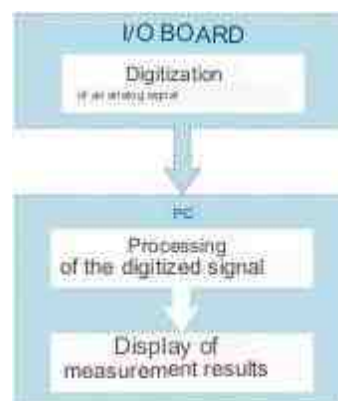 I/O BOARD
Digitization
of an analog signal
PC
Processing
of the digitized signal
Display of
measurement results